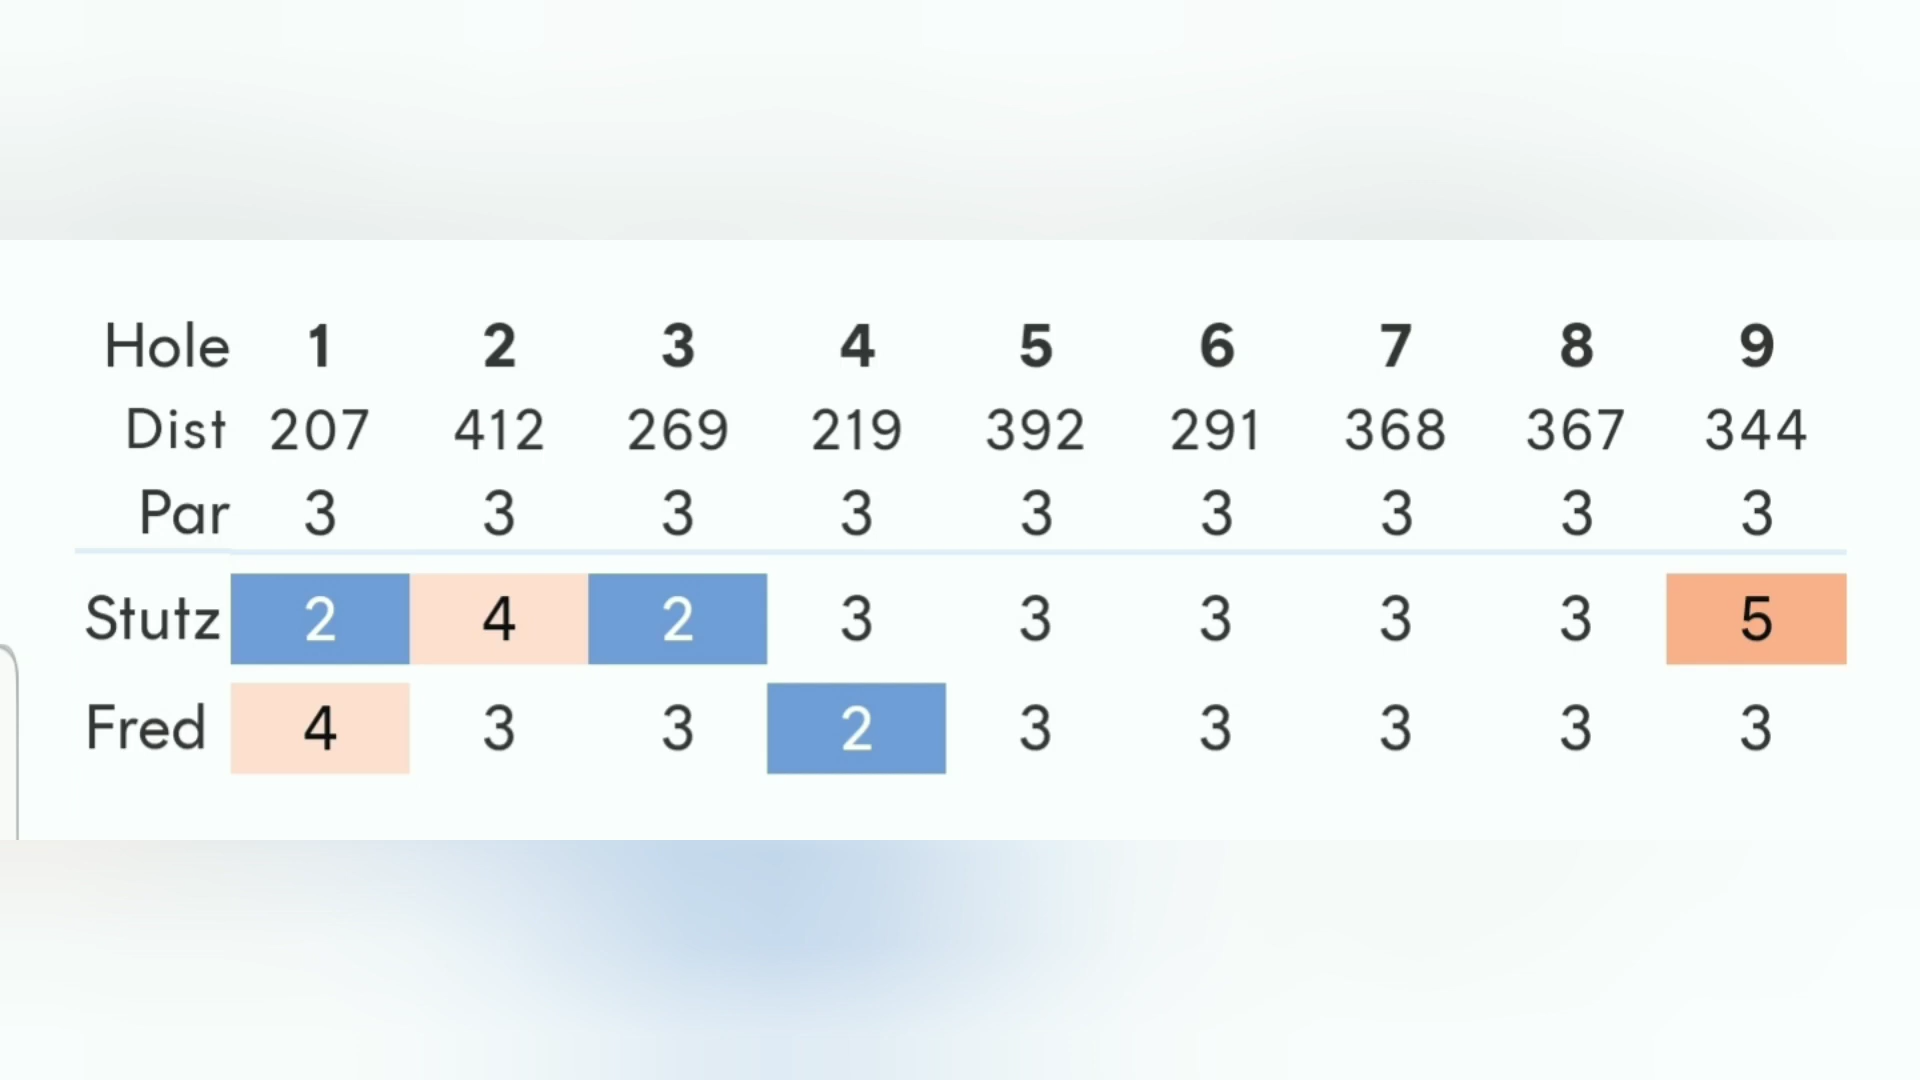 Hole 1 2 3 4 5 6 7 8 9
Dist 207 412 269 219 392 291 368 367 344
Par 3 3 3 3 3 3 3 3 3
Stutz 2 4 2 3 3 3 3 3 5
Fred 4 3 3 2 3 3 3 3 3